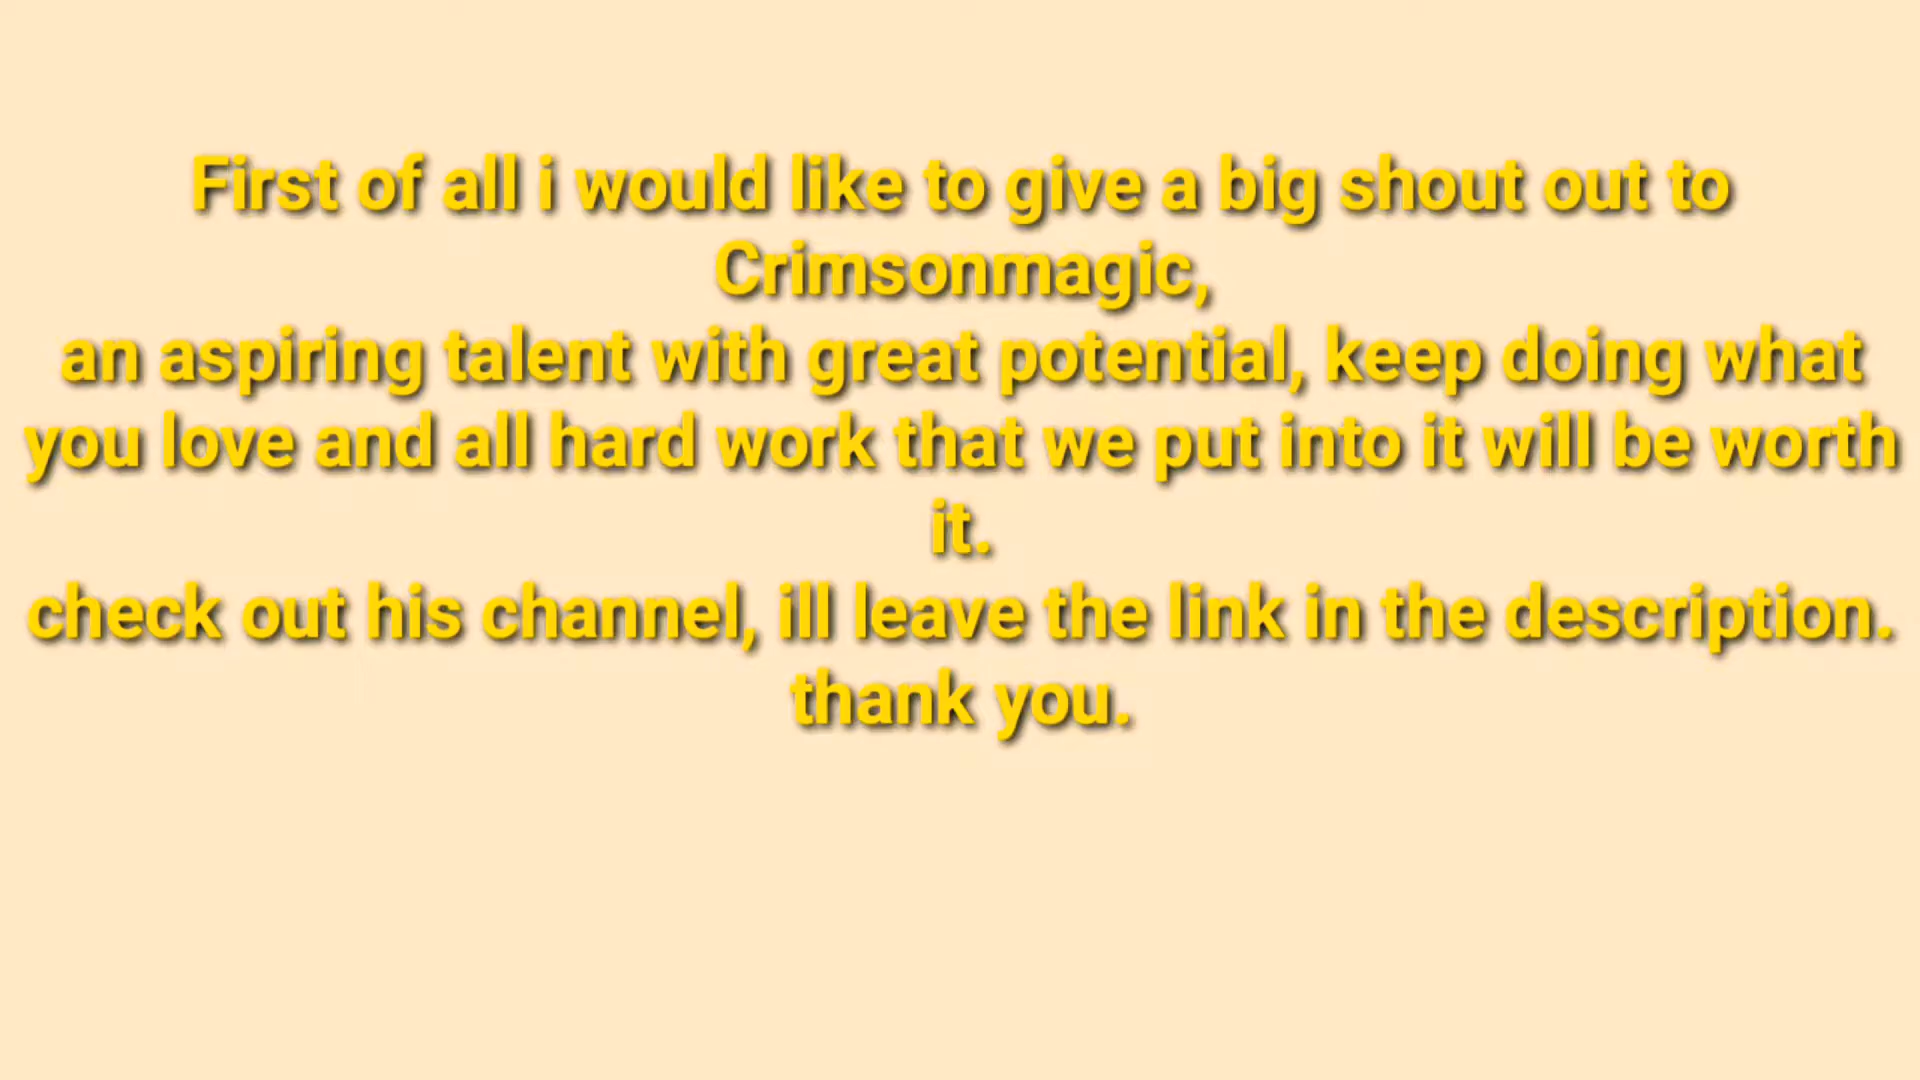 First of all i would like to give a big shout out to
Crimsonmagic,
an aspiring talent with great potential, keep doing what
you love and all hard work that we put into it will be worth
it.
check out his channel, ill leave the link in the description.
thank you.